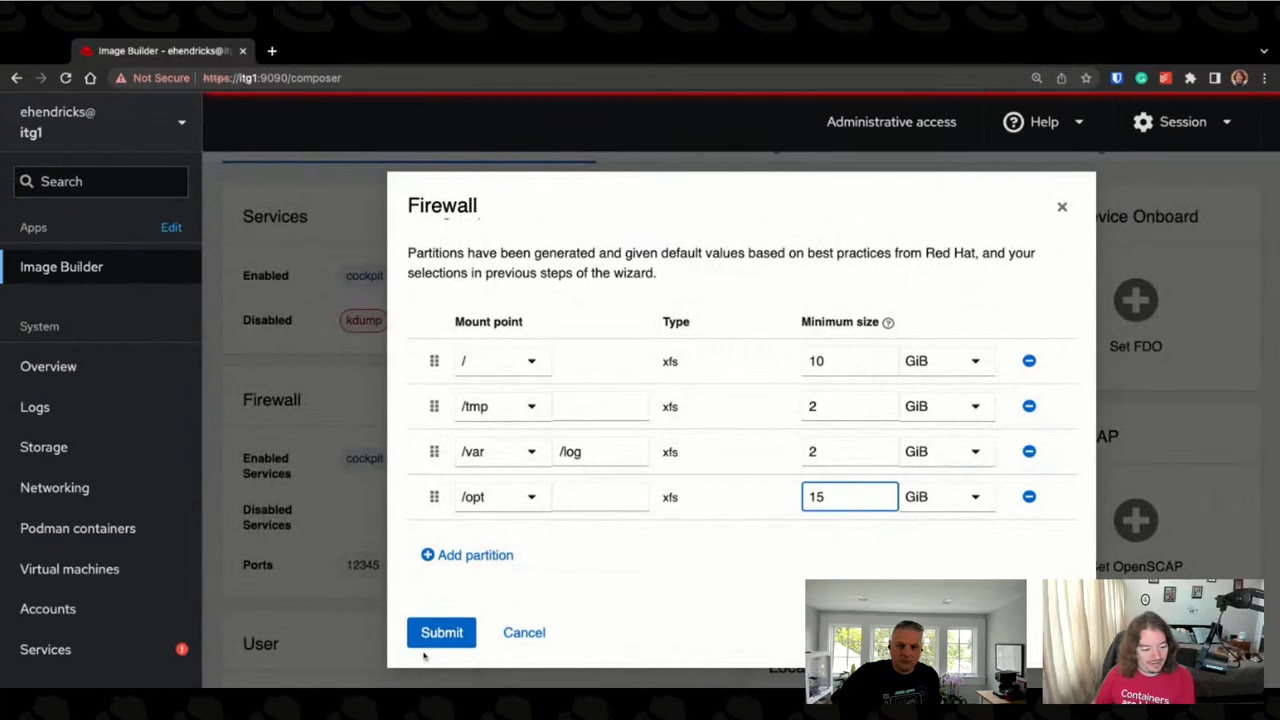 Image Builder - ehendricks@itg
Not Secure https://itg1:9090/composer
ehendricks@
itg1
Administrative access
Help
Session
Search
Apps
Edit
Image Builder
System
Overview
Logs
Storage
Networking
Podman containers
Virtual machines
Accounts
Services
!
Services
Enabled
cockpit
Disabled
kdump
Firewall
Enabled
Services
cockpit
Disabled
Services
Ports
12345
User
Firewall
Partitions have been generated and given default values based on best practices from Red Hat, and your
selections in previous steps of the wizard.
Mount point Type Minimum size
/ xfs 10 GiB
/tmp xfs 2 GiB
/var /log xfs 2 GiB
/opt xfs 15 GiB
Add partition
Submit Cancel
vice Onboard
Set FDO
AP
et OpenSCAP
Containers